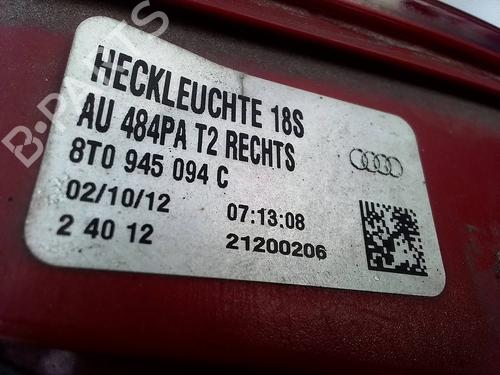 HECKLEUCHTE 18S
AU 484PA T2 RECHTS
8T0 945 094 C
02/10/12 07:13:08
2 40 12 21200206
B-PARTS